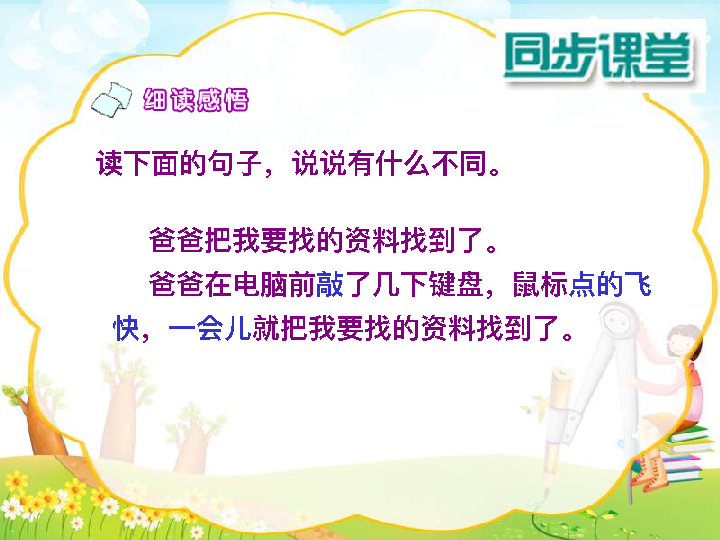 同步课堂
细读感悟
读下面的句子，说说有什么不同。
爸爸把我要找的资料找到了。
爸爸在电脑前敲了几下键盘，鼠标点的飞
快，一会儿就把我要找的资料找到了。